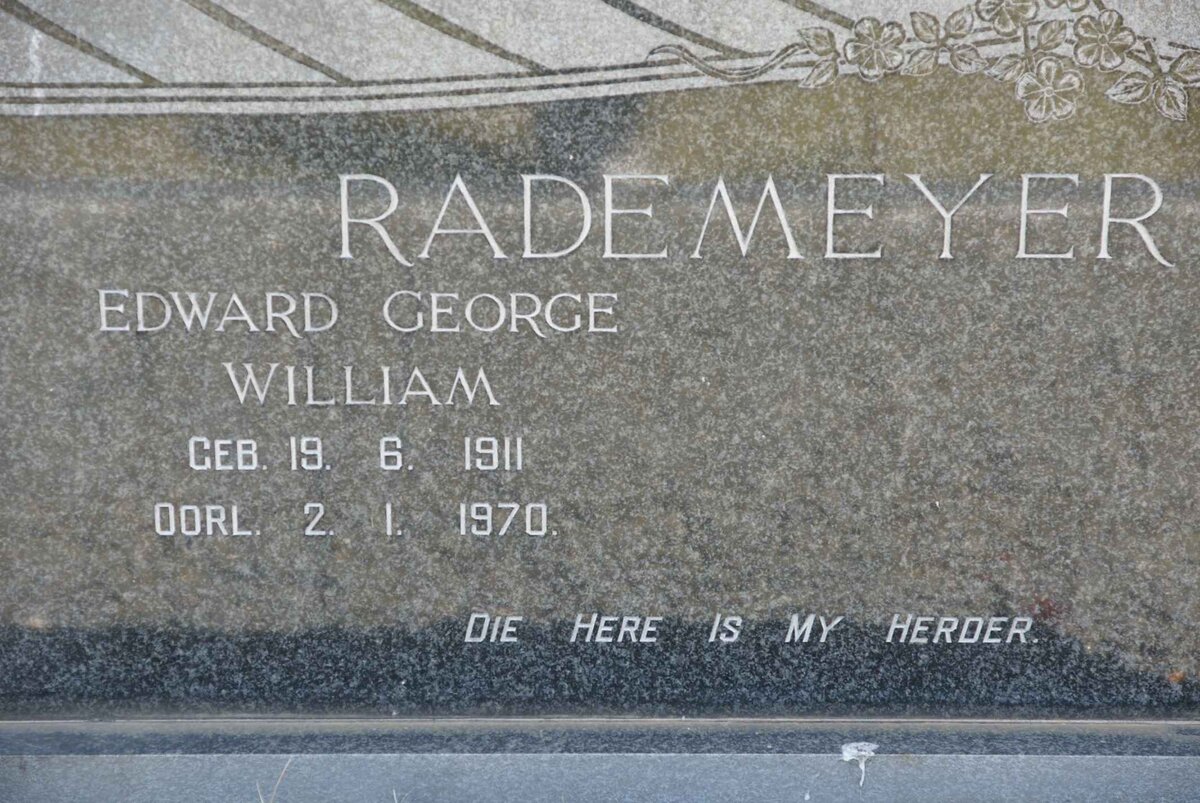 RADEMEYER
EDWARD GEORGE
WILLIAM
GEB. 19. 6. 1911
OORL. 2. 1. 1970.
DIE HERE IS MY HERDER.